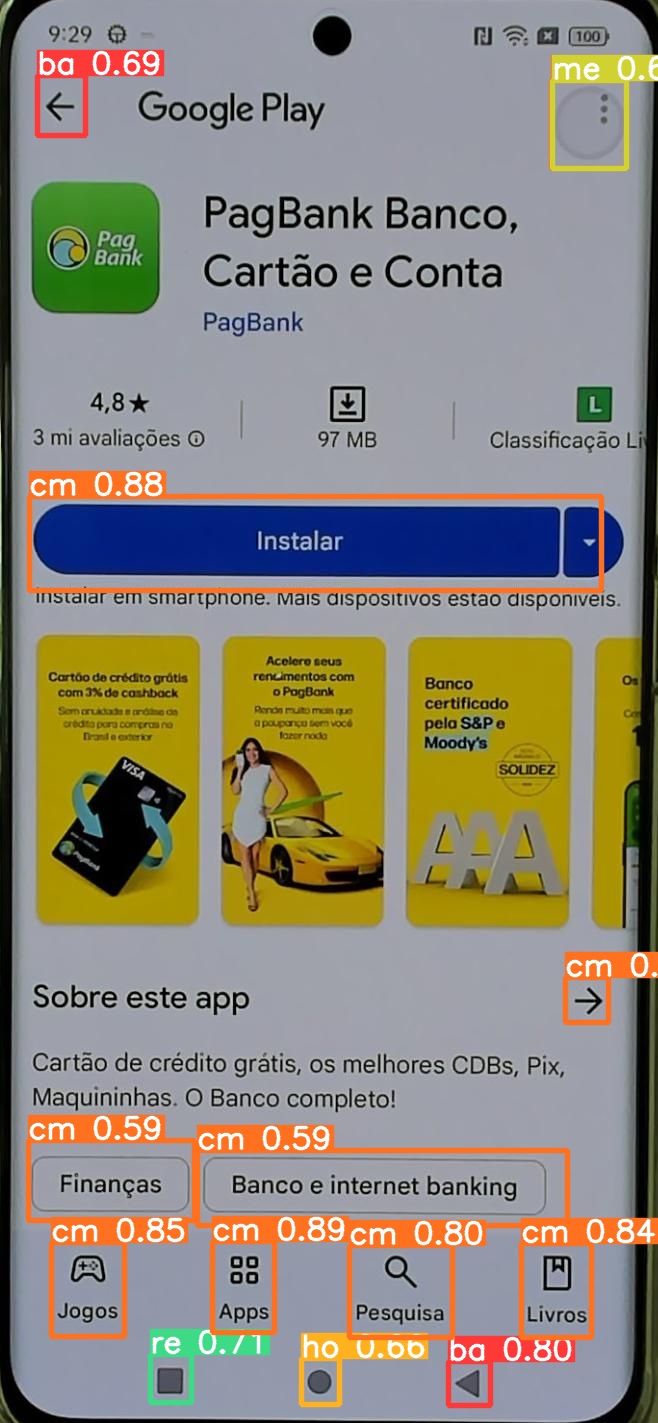 9:29
100
ba 0.69
me 0.6
Google Play
PagBank Banco,
Cartão e Conta
PagBank
Pag
Bank
4,8★
3 mi avaliações
97 MB
L
Classificação Li
cm 0.88
Instalar
Instalar em smartphone. Mais dispositivos estão disponíveis.
Cartão de crédito grátis
com 3% de cashback
Sem anuidade e análise de
crédito para compras no
Brasil e exterior
VISA
PagBank
Acelere seus
rendimentos com
o PagBank
Renda muito mais que
a poupança sem você
fazer nada
Banco
certificado
pela S&P e
Moody's
SOLIDEZ
AAA
Os
cm 0.
Sobre este app
Cartão de crédito grátis, os melhores CDBs, Pix,
Maquininhas. O Banco completo!
cm 0.59
cm 0.59
Finanças
Banco e internet banking
cm 0.85
cm 0.89
cm 0.80
cm 0.84
Jogos
Apps
Pesquisa
Livros
re 0.71
ho 0.66
ba 0.80